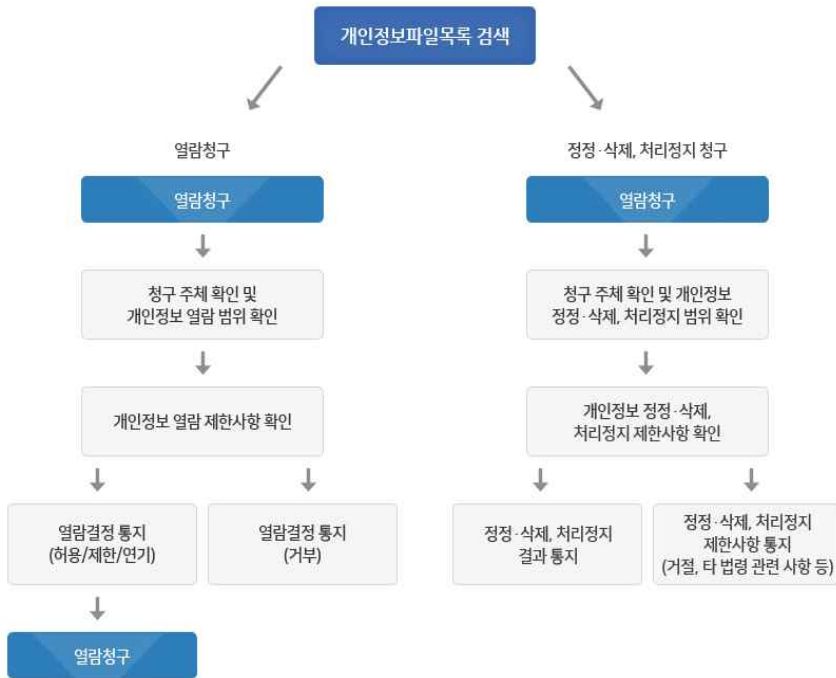 개인정보파일목록 검색
열람청구
열람청구
청구 주체 확인 및
개인정보 열람 범위 확인
개인정보 열람 제한사항 확인
열람결정 통지
(허용/제한/연기)
열람결정 통지
(거부)
열람청구
정정·삭제, 처리정지 청구
열람청구
청구 주체 확인 및 개인정보
정정·삭제, 처리정지 범위 확인
개인정보 정정·삭제,
처리정지 제한사항 확인
정정·삭제, 처리정지
결과 통지
정정·삭제, 처리정지
제한사항 통지
(거절, 타 법령 관련 사항 등)